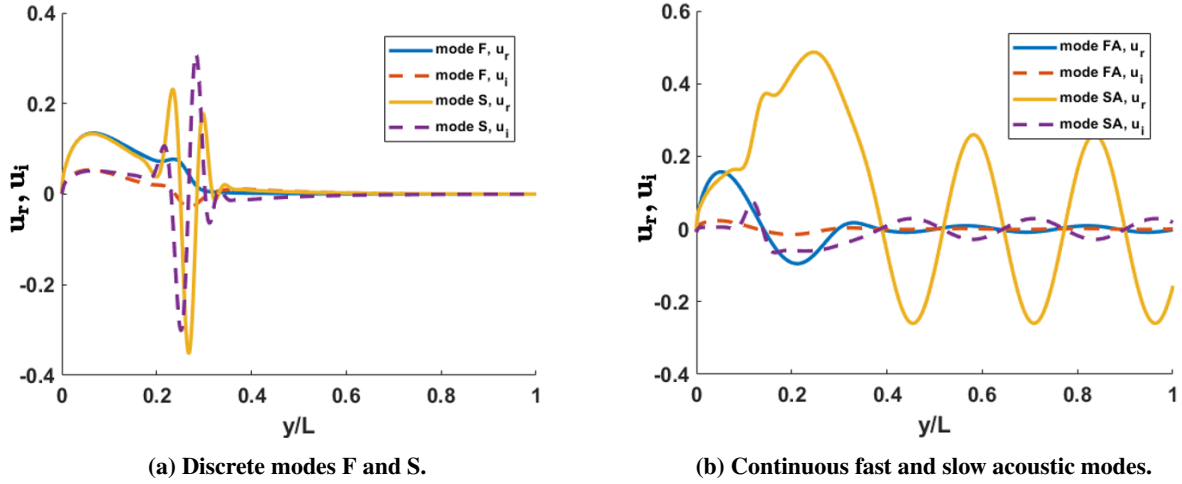 0.4
0.2
0
-0.2
-0.4
u_r, u_i
0 0.2 0.4 0.6 0.8 1
y/L
mode F, u_r
mode F, u_i
mode S, u_r
mode S, u_i
(a) Discrete modes F and S.
0.6
0.4
0.2
0
-0.2
-0.4
u_r, u_i
0 0.2 0.4 0.6 0.8 1
y/L
mode FA, u_r
mode FA, u_i
mode SA, u_r
mode SA, u_i
(b) Continuous fast and slow acoustic modes.